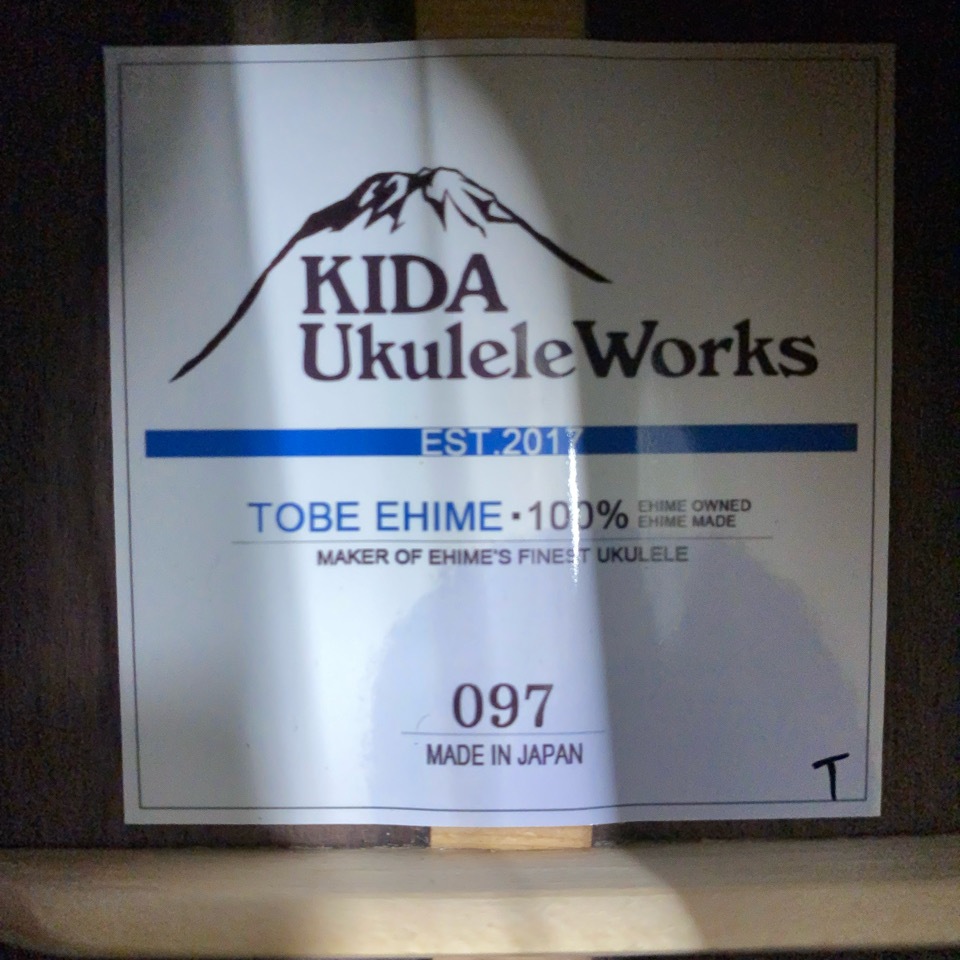 KIDA
UkuleleWorks
EST.2017
TOBE EHIME・100% EHIME OWNED
EHIME MADE
MAKER OF EHIME'S FINEST UKULELE
097
MADE IN JAPAN
T